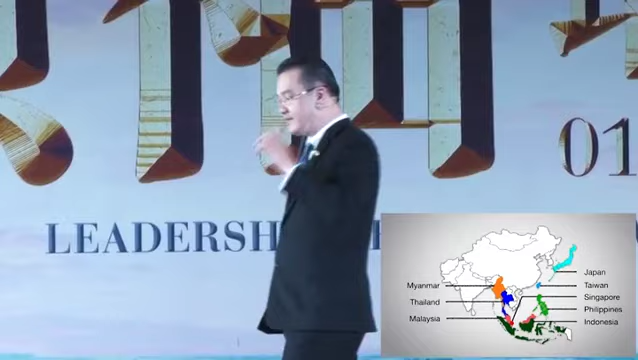 01
LEADERSH
Myanmar
Thailand
Malaysia
Japan
Taiwan
Singapore
Philippines
Indonesia